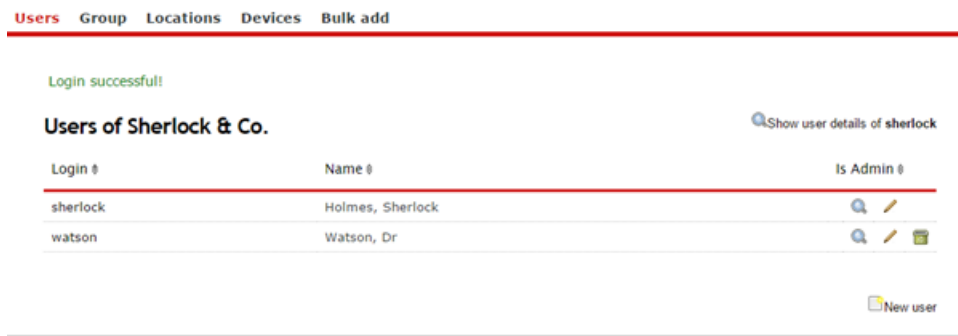 Users Group Locations Devices Bulk add
Login successful!
Users of Sherlock & Co.
Show user details of sherlock
Login Name Is Admin
sherlock Holmes, Sherlock
watson Watson, Dr
New user